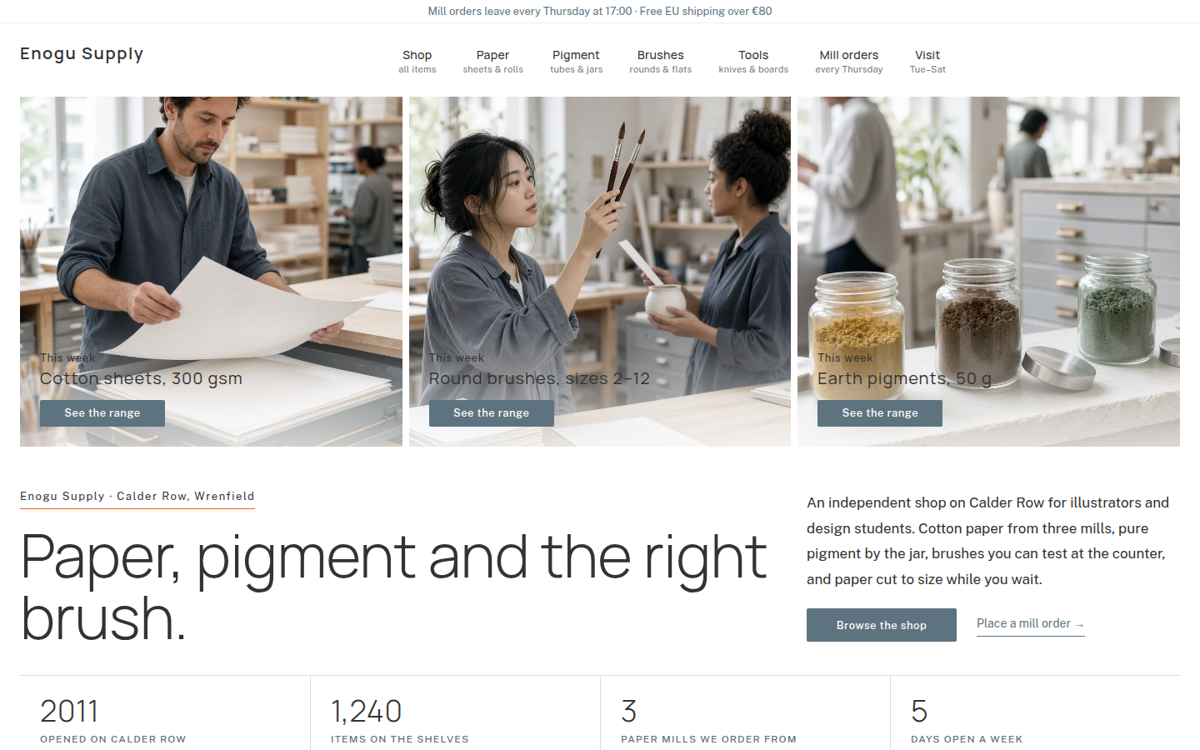 Mill orders leave every Thursday at 17:00 · Free EU shipping over €80
Enogu Supply
Shop
all items
Paper
sheets & rolls
Pigment
tubes & jars
Brushes
rounds & flats
Tools
knives & boards
Mill orders
every Thursday
Visit
Tue–Sat
This week
Cotton sheets, 300 gsm
See the range
This week
Round brushes, sizes 2–12
See the range
This week
Earth pigments, 50 g
See the range
Enogu Supply · Calder Row, Wrenfield
Paper, pigment and the right
brush.
An independent shop on Calder Row for illustrators and
design students. Cotton paper from three mills, pure
pigment by the jar, brushes you can test at the counter,
and paper cut to size while you wait.
Browse the shop
Place a mill order →
2011
OPENED ON CALDER ROW
1,240
ITEMS ON THE SHELVES
3
PAPER MILLS WE ORDER FROM
5
DAYS OPEN A WEEK